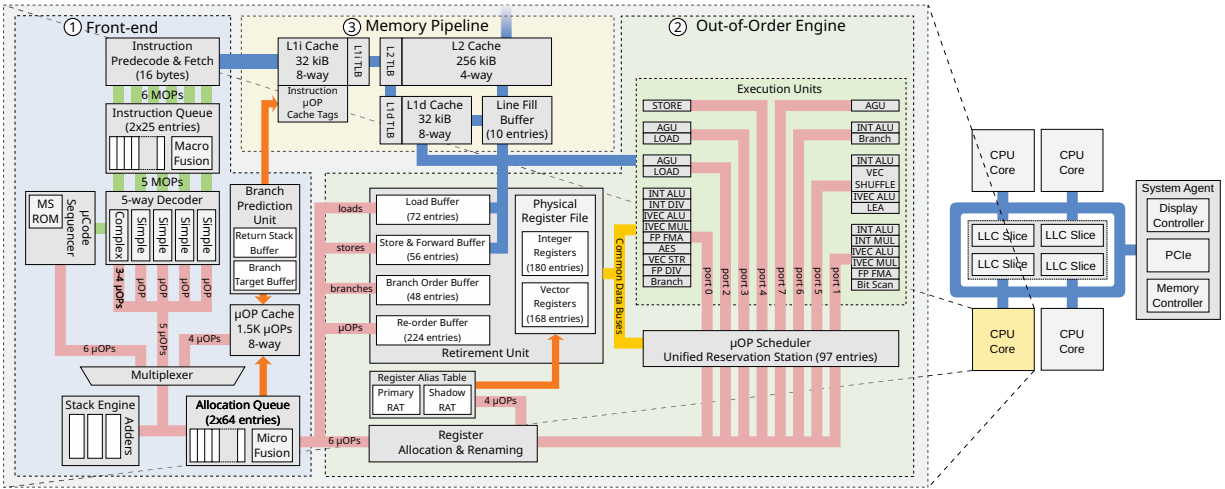 1 Front-end
Instruction
Predecode & Fetch
(16 bytes)
6 MOPs
Instruction Queue
(2x25 entries)
Macro
Fusion
5 MOPs
5-way Decoder
MS
ROM
µCode
Sequencer
Complex
Simple
Simple
Simple
Simple
3-4 µOPs
µOP
µOP
µOP
µOP
5 µOPs
6 µOPs
4 µOPs
Multiplexer
Branch
Prediction
Unit
Return Stack
Buffer
Branch
Target Buffer
µOP Cache
1.5K µOPs
8-way
Stack Engine
Adders
Allocation Queue
(2x64 entries)
Micro
Fusion
3 Memory Pipeline
L1i Cache
32 kiB
8-way
L1i TLB
Instruction
µOP
Cache Tags
L2 TLB
L2 Cache
256 kiB
4-way
L1d TLB
L1d Cache
32 kiB
8-way
Line Fill
Buffer
(10 entries)
2 Out-of-Order Engine
loads
Load Buffer
(72 entries)
stores
Store & Forward Buffer
(56 entries)
branches
Branch Order Buffer
(48 entries)
µOPs
Re-order Buffer
(224 entries)
Physical
Register File
Integer
Registers
(180 entries)
Vector
Registers
(168 entries)
Retirement Unit
Register Alias Table
Primary
RAT
Shadow
RAT
4 µOPs
6 µOPs
Register
Allocation & Renaming
Common Data Buses
Execution Units
STORE
AGU
LOAD
AGU
LOAD
INT ALU
INT DIV
IVEC ALU
IVEC MUL
FP FMA
AES
VEC STR
FP DIV
Branch
port 0
port 2
port 3
port 4
port 7
port 6
port 5
port 1
AGU
INT ALU
Branch
INT ALU
VEC
SHUFFLE
IVEC ALU
LEA
INT ALU
INT MUL
IVEC ALU
IVEC MUL
FP FMA
Bit Scan
µOP Scheduler
Unified Reservation Station (97 entries)
CPU
Core
CPU
Core
LLC Slice
LLC Slice
LLC Slice
LLC Slice
CPU
Core
CPU
Core
System Agent
Display
Controller
PCIe
Memory
Controller